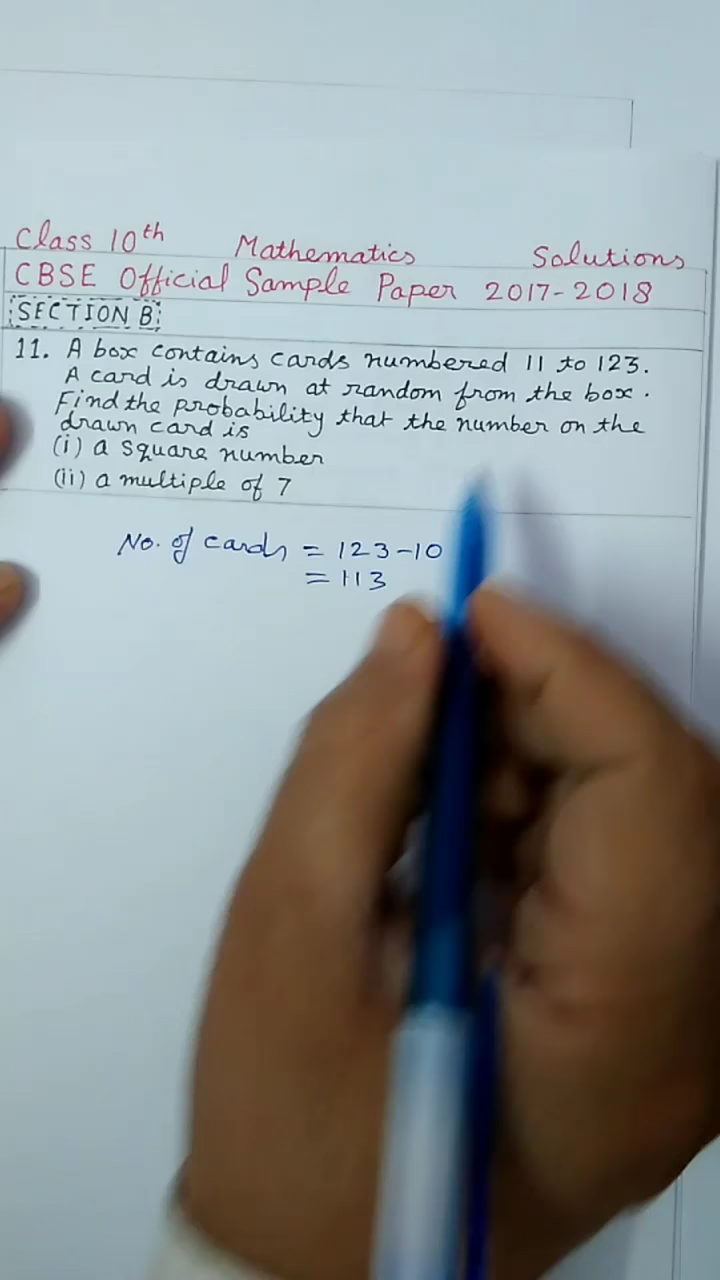 Class 10th Mathematics Solutions
CBSE Official Sample Paper 2017-2018
SECTION B:
11. A box contains cards numbered 11 to 123.
A card is drawn at random from the box.
Find the probability that the number on the
drawn card is
(i) a square number
(ii) a multiple of 7
No. of cards = 123-10
= 113